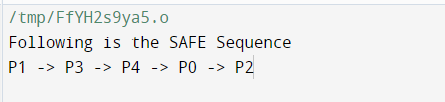 /tmp/FfYH2s9ya5.o
Following is the SAFE Sequence
P1 -> P3 -> P4 -> P0 -> P2